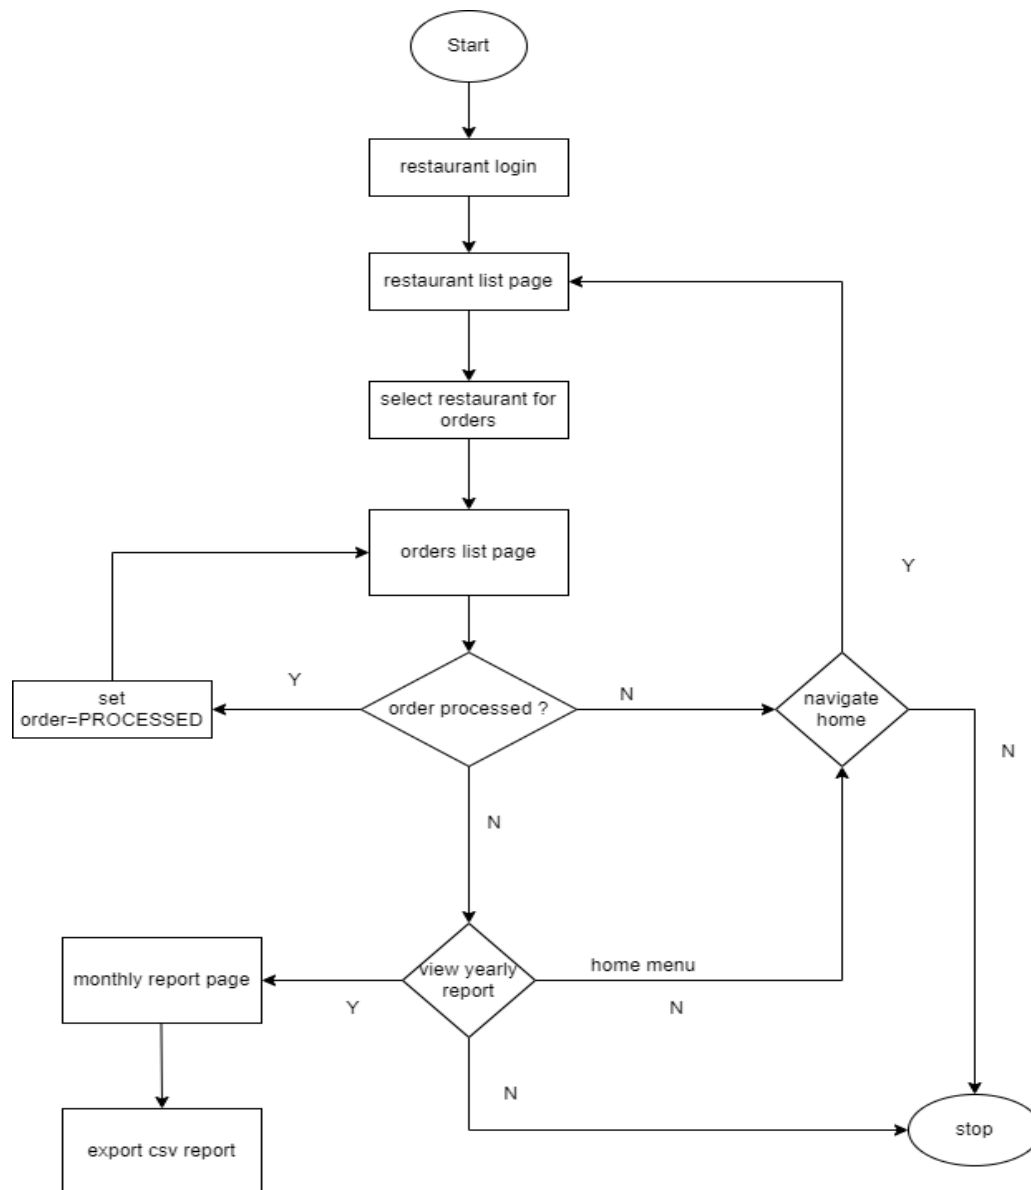 Start
restaurant login
restaurant list page
select restaurant for
orders
orders list page
Y
set
order=PROCESSED
Y
order processed ?
N
navigate
home
N
N
monthly report page
view yearly
report
home menu
Y
N
N
export csv report
stop